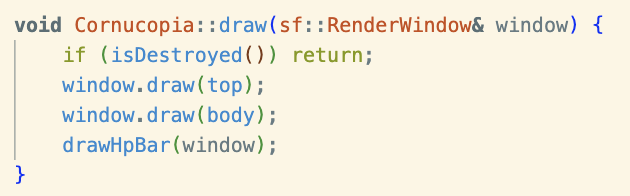 void Cornucopia::draw(sf::RenderWindow& window) {
    if (isDestroyed()) return;
    window.draw(top);
    window.draw(body);
    drawHpBar(window);
}